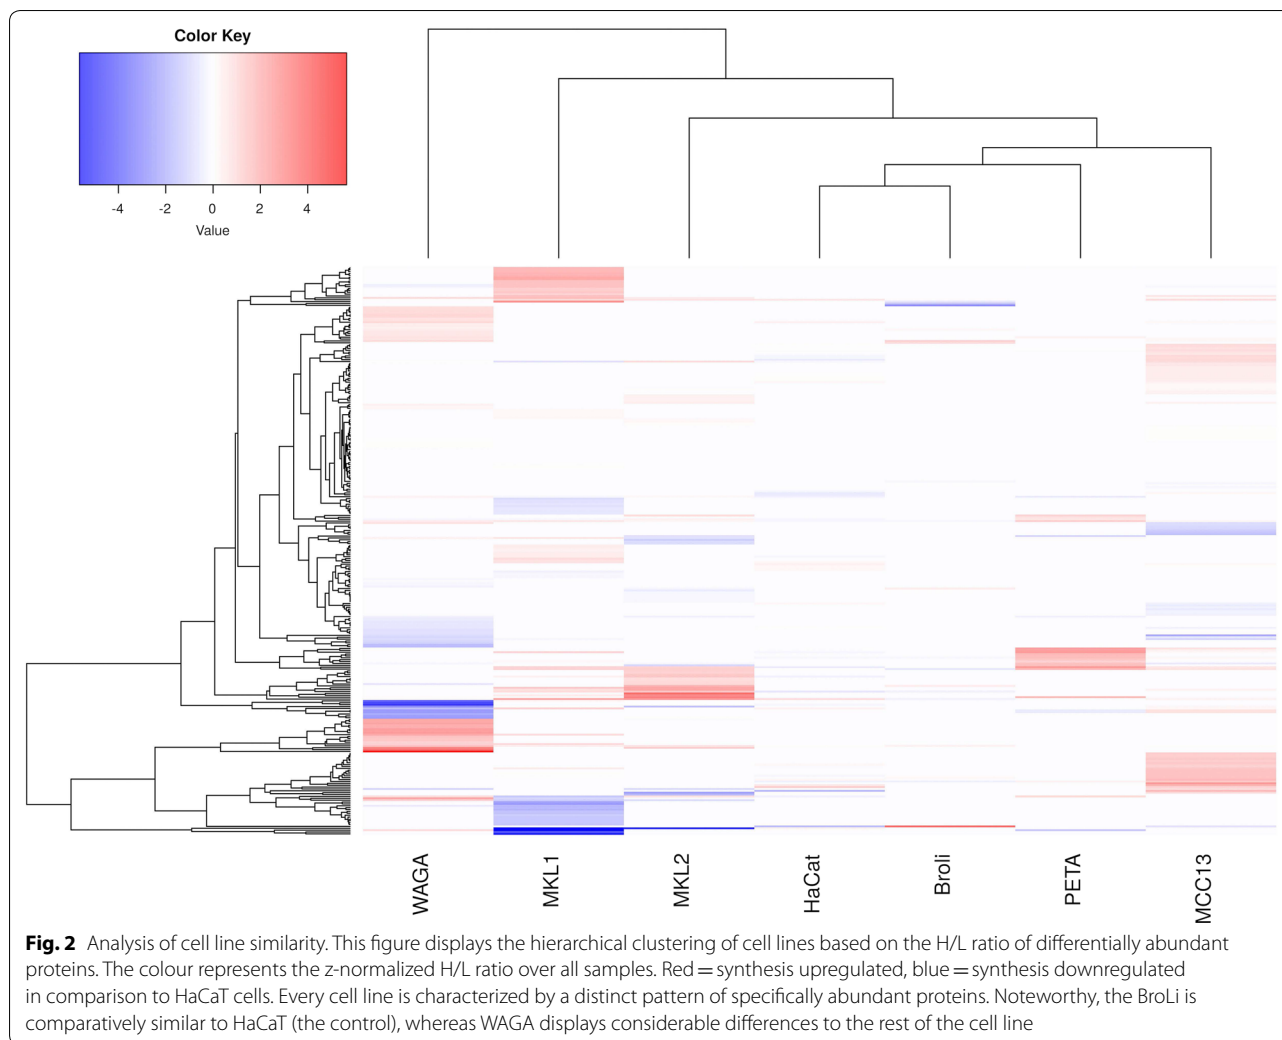 Color Key
-4 -2 0 2 4
Value
WAGA MKL1 MKL2 HaCat Broli PETA MCC13
Fig. 2 Analysis of cell line similarity. This figure displays the hierarchical clustering of cell lines based on the H/L ratio of differentially abundant
proteins. The colour represents the z-normalized H/L ratio over all samples. Red = synthesis upregulated, blue = synthesis downregulated
in comparison to HaCaT cells. Every cell line is characterized by a distinct pattern of specifically abundant proteins. Noteworthy, the BroLi is
comparatively similar to HaCaT (the control), whereas WAGA displays considerable differences to the rest of the cell line